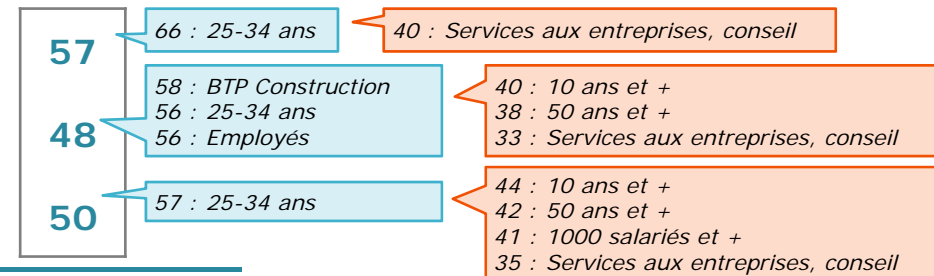 57
66 : 25-34 ans
40 : Services aux entreprises, conseil
48
58 : BTP Construction
56 : 25-34 ans
56 : Employés
40 : 10 ans et +
38 : 50 ans et +
33 : Services aux entreprises, conseil
50
57 : 25-34 ans
44 : 10 ans et +
42 : 50 ans et +
41 : 1000 salariés et +
35 : Services aux entreprises, conseil